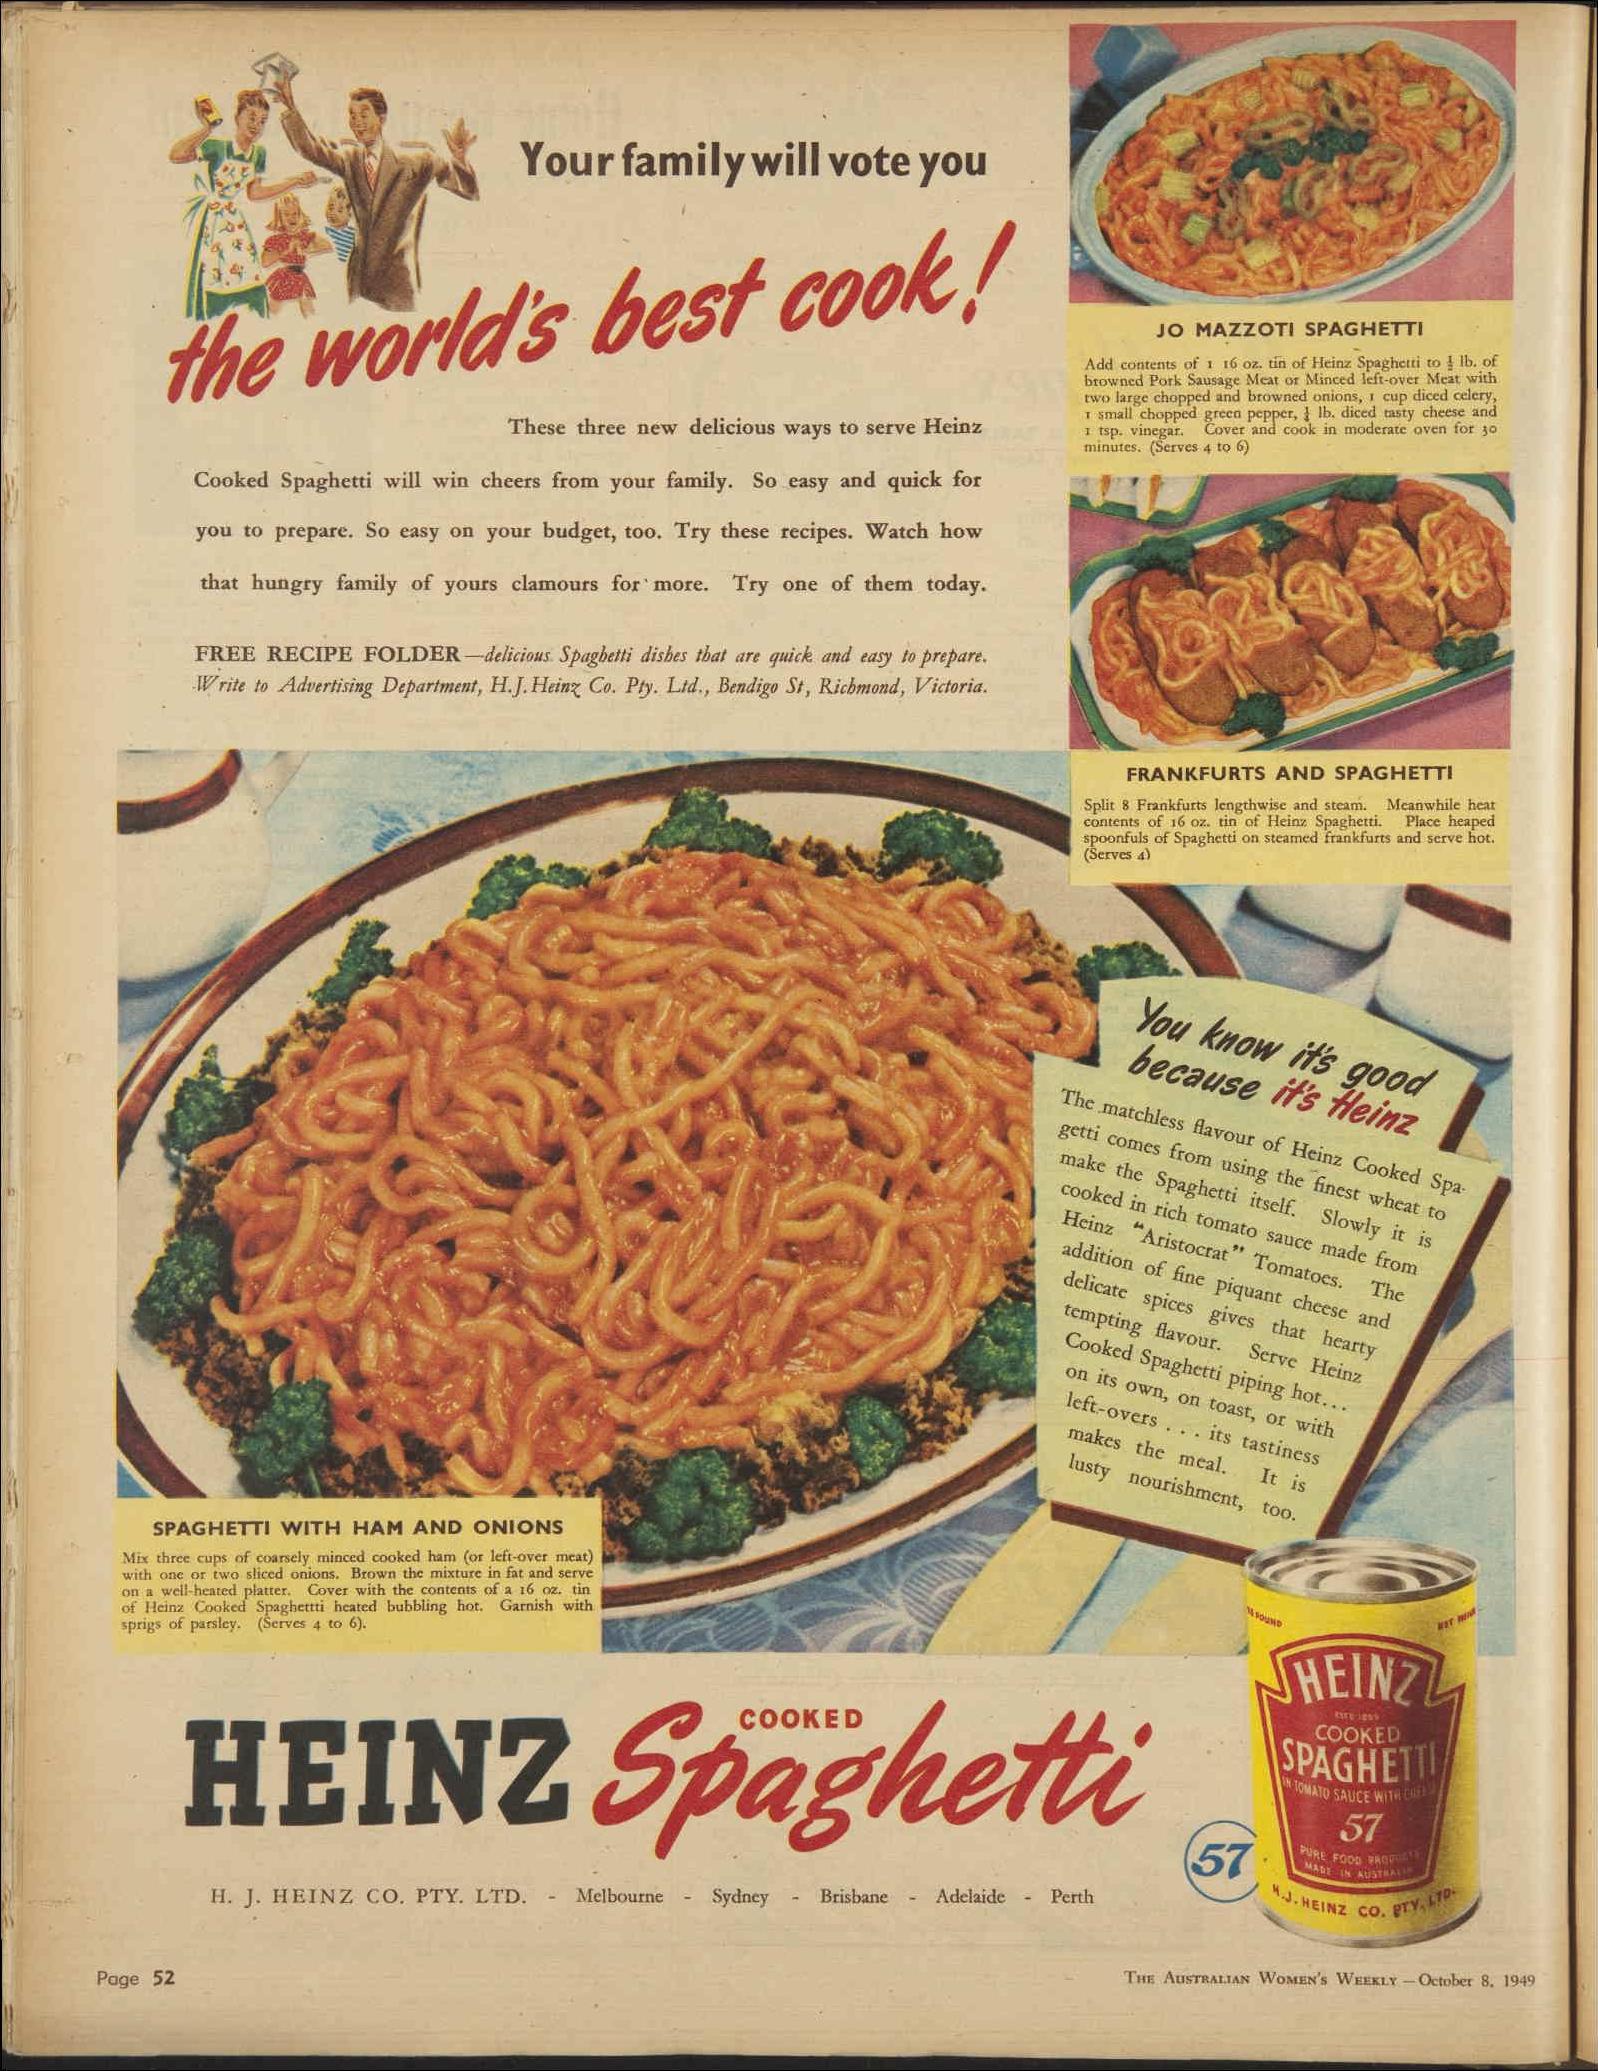 Your family will vote you
the world's best cook!
These three new delicious ways to serve Heinz
Cooked Spaghetti will win cheers from your family. So easy and quick for
you to prepare. So easy on your budget, too. Try these recipes. Watch how
that hungry family of yours clamours for more. Try one of them today.
FREE RECIPE FOLDER—delicious Spaghetti dishes that are quick and easy to prepare.
Write to Advertising Department, H.J. Heinz Co. Pty. Ltd., Bendigo St, Richmond, Victoria.
JO MAZZOTI SPAGHETTI
Add contents of 1 16 oz. tin of Heinz Spaghetti to ½ lb. of
browned Pork Sausage Meat or Minced left-over Meat with
two large chopped and browned onions, 1 cup diced celery,
1 small chopped green pepper, lb. diced tasty cheese and
1 tsp. vinegar. Cover and cook in moderate oven for 30
minutes. (Serves 4 to 6)
FRANKFURTS AND SPAGHETTI
Split 8 Frankfurts lengthwise and steam. Meanwhile heat
contents of 16 oz. tin of Heinz Spaghetti. Place heaped
spoonfuls of Spaghetti on steamed frankfurts and serve hot.
(Serves 4)
You know it's good
because it's Heinz
The matchless flavour of Heinz Cooked Spa-
getti comes from using the finest wheat to
make the Spaghetti itself. Slowly it is
cooked in rich tomato sauce made from
Heinz "Aristocrat" Tomatoes. The
addition of fine piquant cheese and
delicate spices gives that hearty
tempting flavour. Serve Heinz
Cooked Spaghetti piping hot...
on its own, on toast, or with
left-overs . . . its tastiness
makes the meal. It is
lusty nourishment, too.
SPAGHETTI WITH HAM AND ONIONS
Mix three cups of coarsely minced cooked ham (or left-over meat)
with one or two sliced onions. Brown the mixture in fat and serve
on a well-heated platter. Cover with the contents of a 16 oz. tin
of Heinz Cooked Spaghettti heated bubbling hot. Garnish with
sprigs of parsley. (Serves 4 to 6).
HEINZ COOKED Spaghetti
H. J. HEINZ CO. PTY. LTD. - Melbourne - Sydney - Brisbane - Adelaide - Perth
57
POUND
NET
HEINZ
ESTD 1869
COOKED
SPAGHETTI
IN TOMATO SAUCE WITH
57
PURE FOOD PRODUCTS
MADE IN AUSTRALIA
H.J. HEINZ CO. PTY. LTD.
Page 52
THE AUSTRALIAN WOMEN'S WEEKLY — October 8, 1949